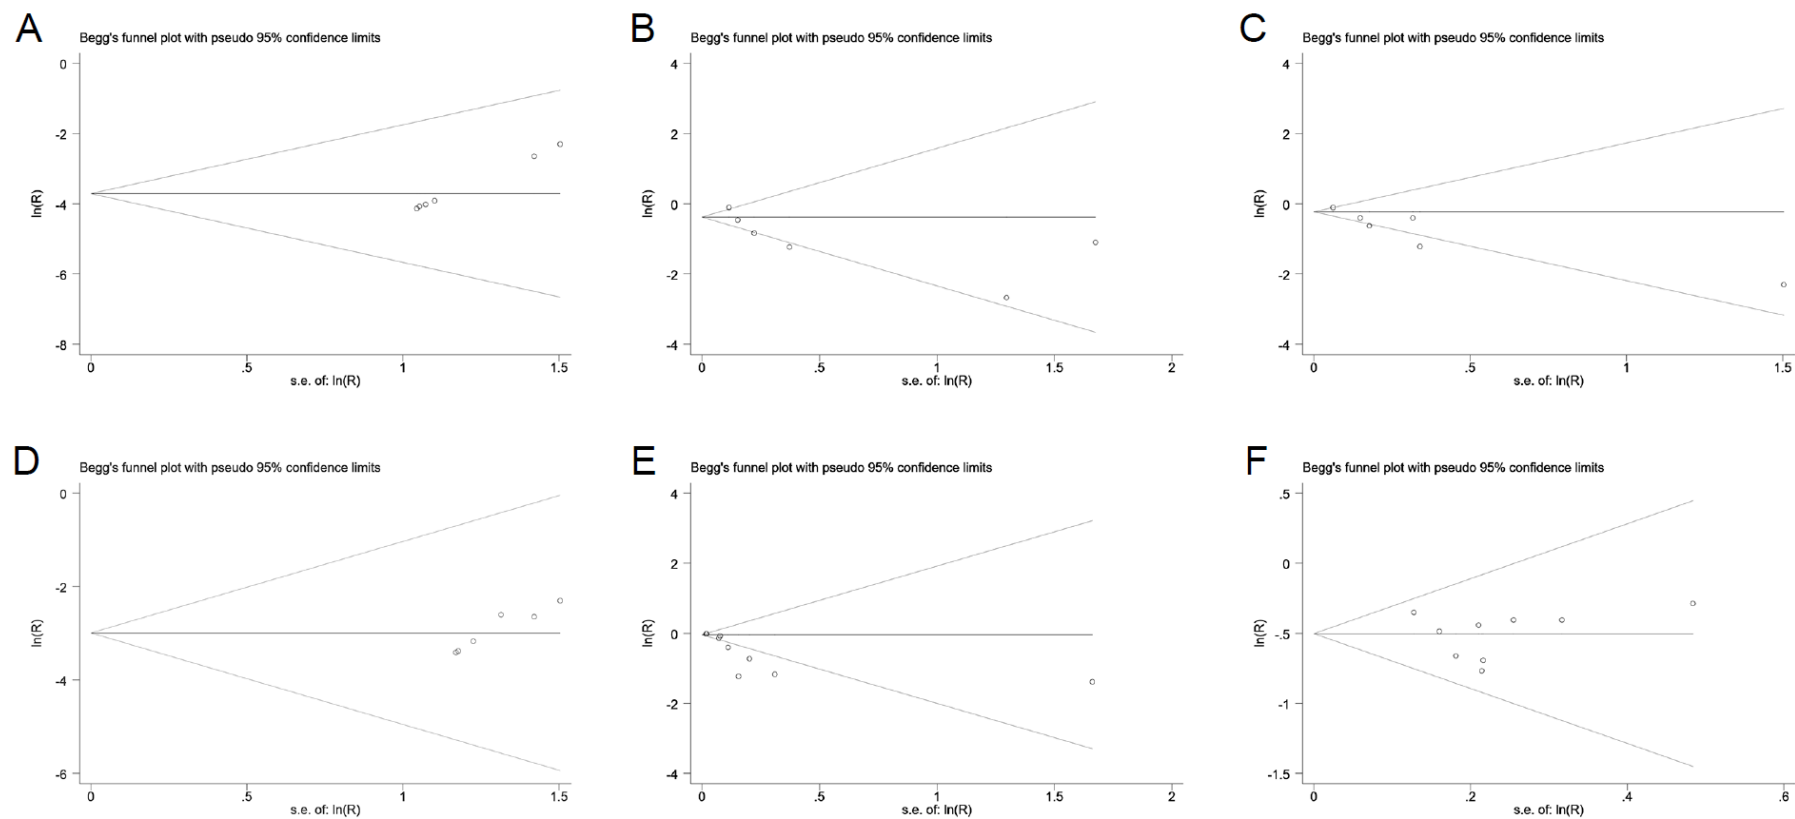 A
Begg's funnel plot with pseudo 95% confidence limits
0
-2
-4
-6
-8
ln(R)
0 .5 1 1.5
s.e. of: ln(R)
B
Begg's funnel plot with pseudo 95% confidence limits
4
2
0
-2
-4
ln(R)
0 .5 1 1.5 2
s.e. of: ln(R)
C
Begg's funnel plot with pseudo 95% confidence limits
4
2
0
-2
-4
ln(R)
0 .5 1 1.5
s.e. of: ln(R)
D
Begg's funnel plot with pseudo 95% confidence limits
0
-2
-4
-6
ln(R)
0 .5 1 1.5
s.e. of: ln(R)
E
Begg's funnel plot with pseudo 95% confidence limits
4
2
0
-2
-4
ln(R)
0 .5 1 1.5 2
s.e. of: ln(R)
F
Begg's funnel plot with pseudo 95% confidence limits
.5
0
-.5
-1
-1.5
ln(R)
0 .2 .4 .6
s.e. of: ln(R)